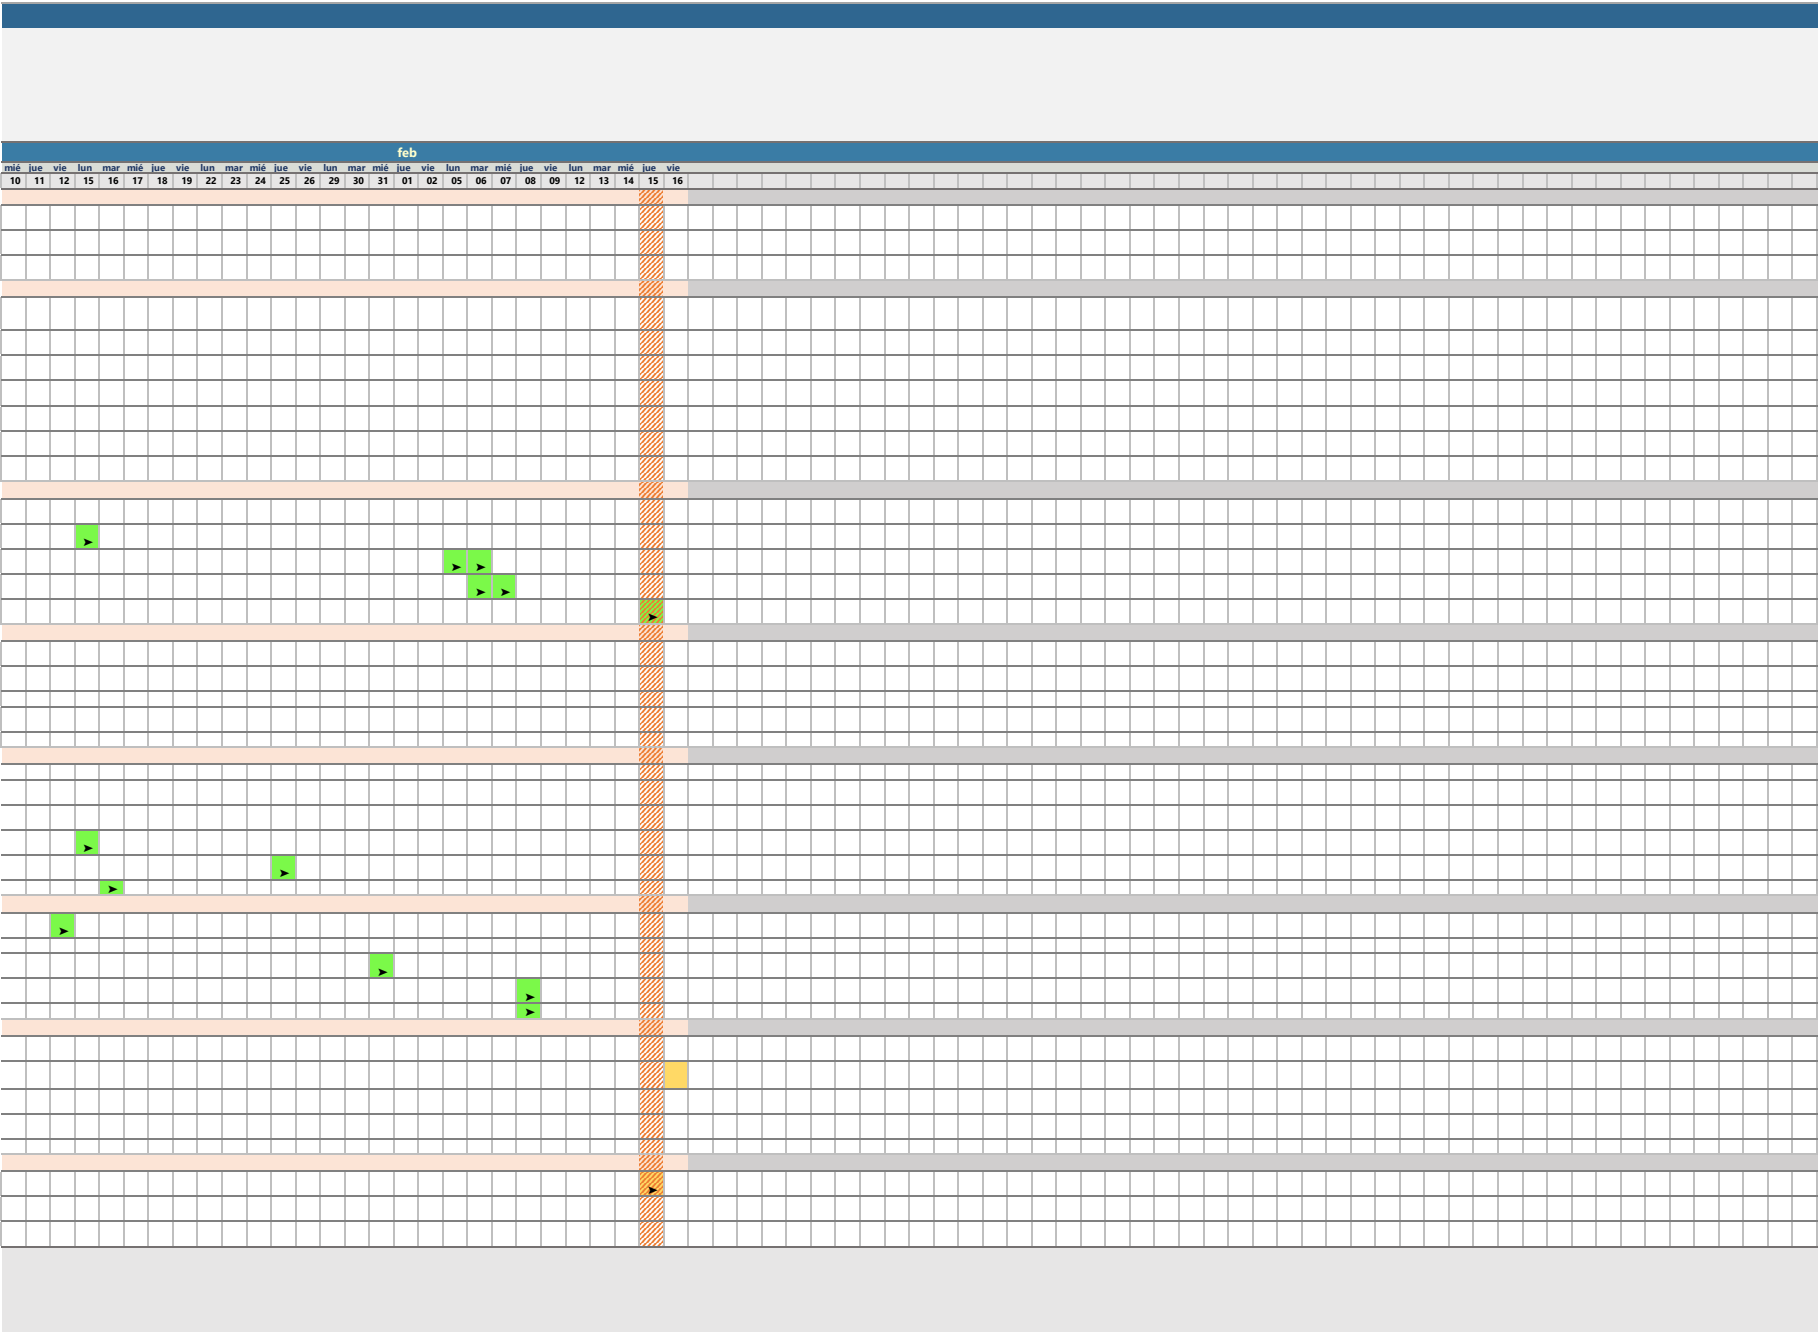 feb
mié jue vie lun mar mié jue vie lun mar mié jue vie lun mar mié jue vie lun mar mié jue vie lun mar mié jue vie
10 11 12 15 16 17 18 19 22 23 24 25 26 29 30 31 01 02 05 06 07 08 09 12 13 14 15 16